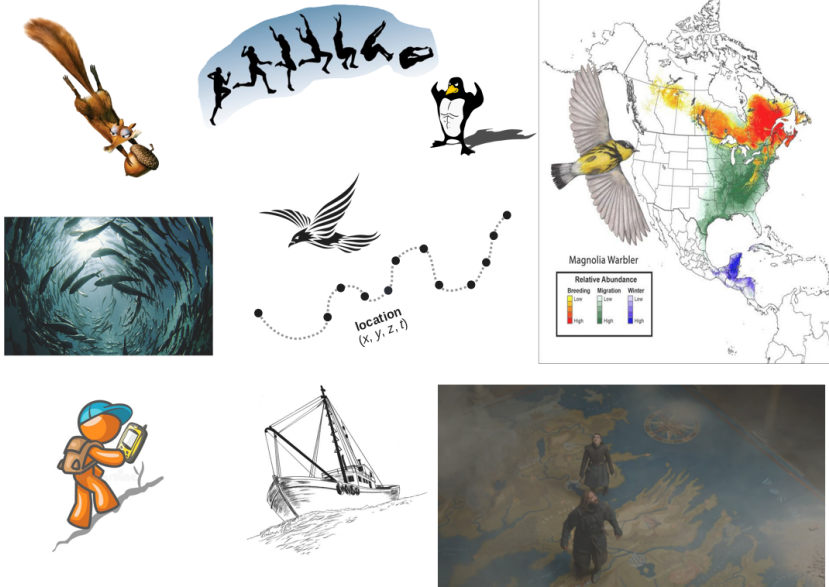 location
(x, y, z, t)
Magnolia Warbler
Relative Abundance
Breeding Migration Winter
Low Low Low
High High High